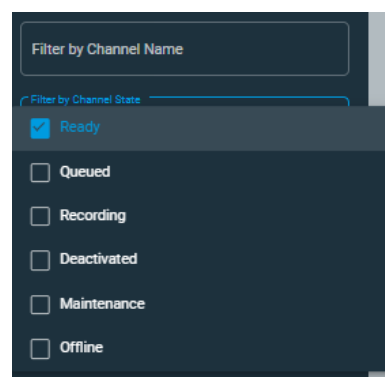 Filter by Channel Name
Filter by Channel State
Ready
Queued
Recording
Deactivated
Maintenance
Offline